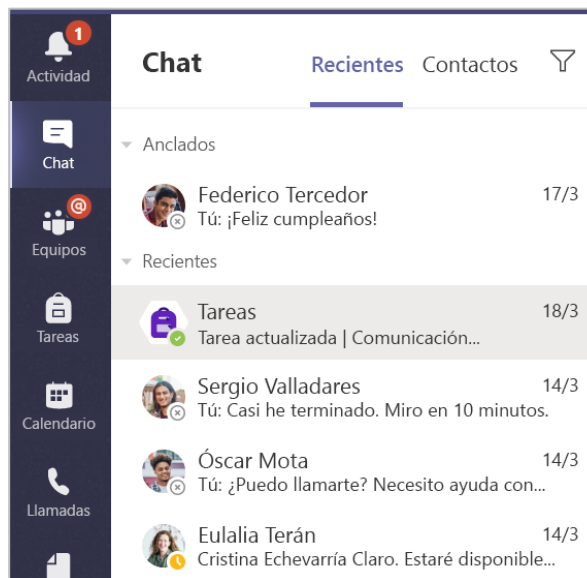 1
Actividad
Chat
@
Equipos
Tareas
Calendario
Llamadas
Chat Recientes Contactos
Anclados
Federico Tercedor 17/3
Tú: ¡Feliz cumpleaños!
Recientes
Tareas 18/3
Tarea actualizada | Comunicación...
Sergio Valladares 14/3
Tú: Casi he terminado. Miro en 10 minutos.
Óscar Mota 14/3
Tú: ¿Puedo llamarte? Necesito ayuda con...
Eulalia Terán 14/3
Cristina Echevarría Claro. Estaré disponible...